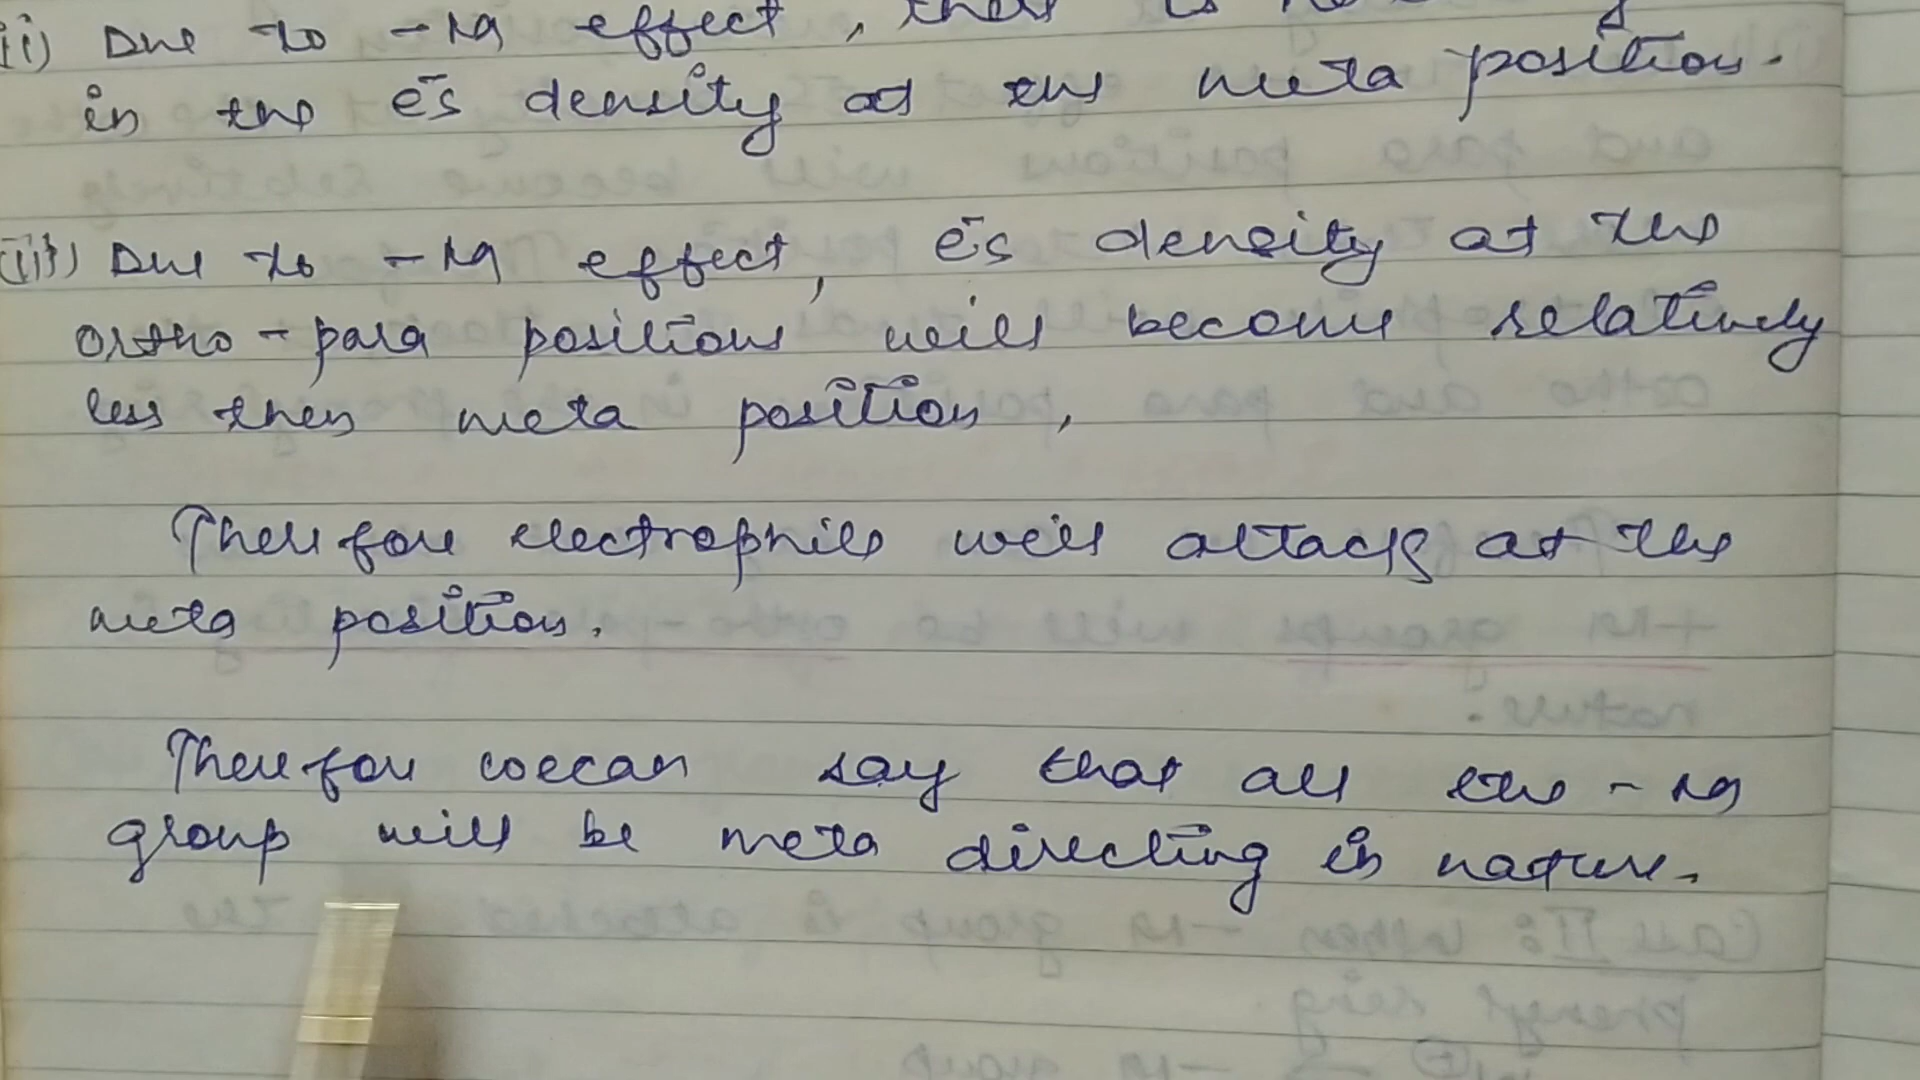 ii) Due to -M effect, there is no
in the e̅s density at the meta position.
(iii) Due to -M effect, e̅s density at the
ortho-para positions will become relatively
less then meta position,
Therefore electrophile will attack at the
meta position.
Therefore we can say that all the -M
group will be meta directing in nature.